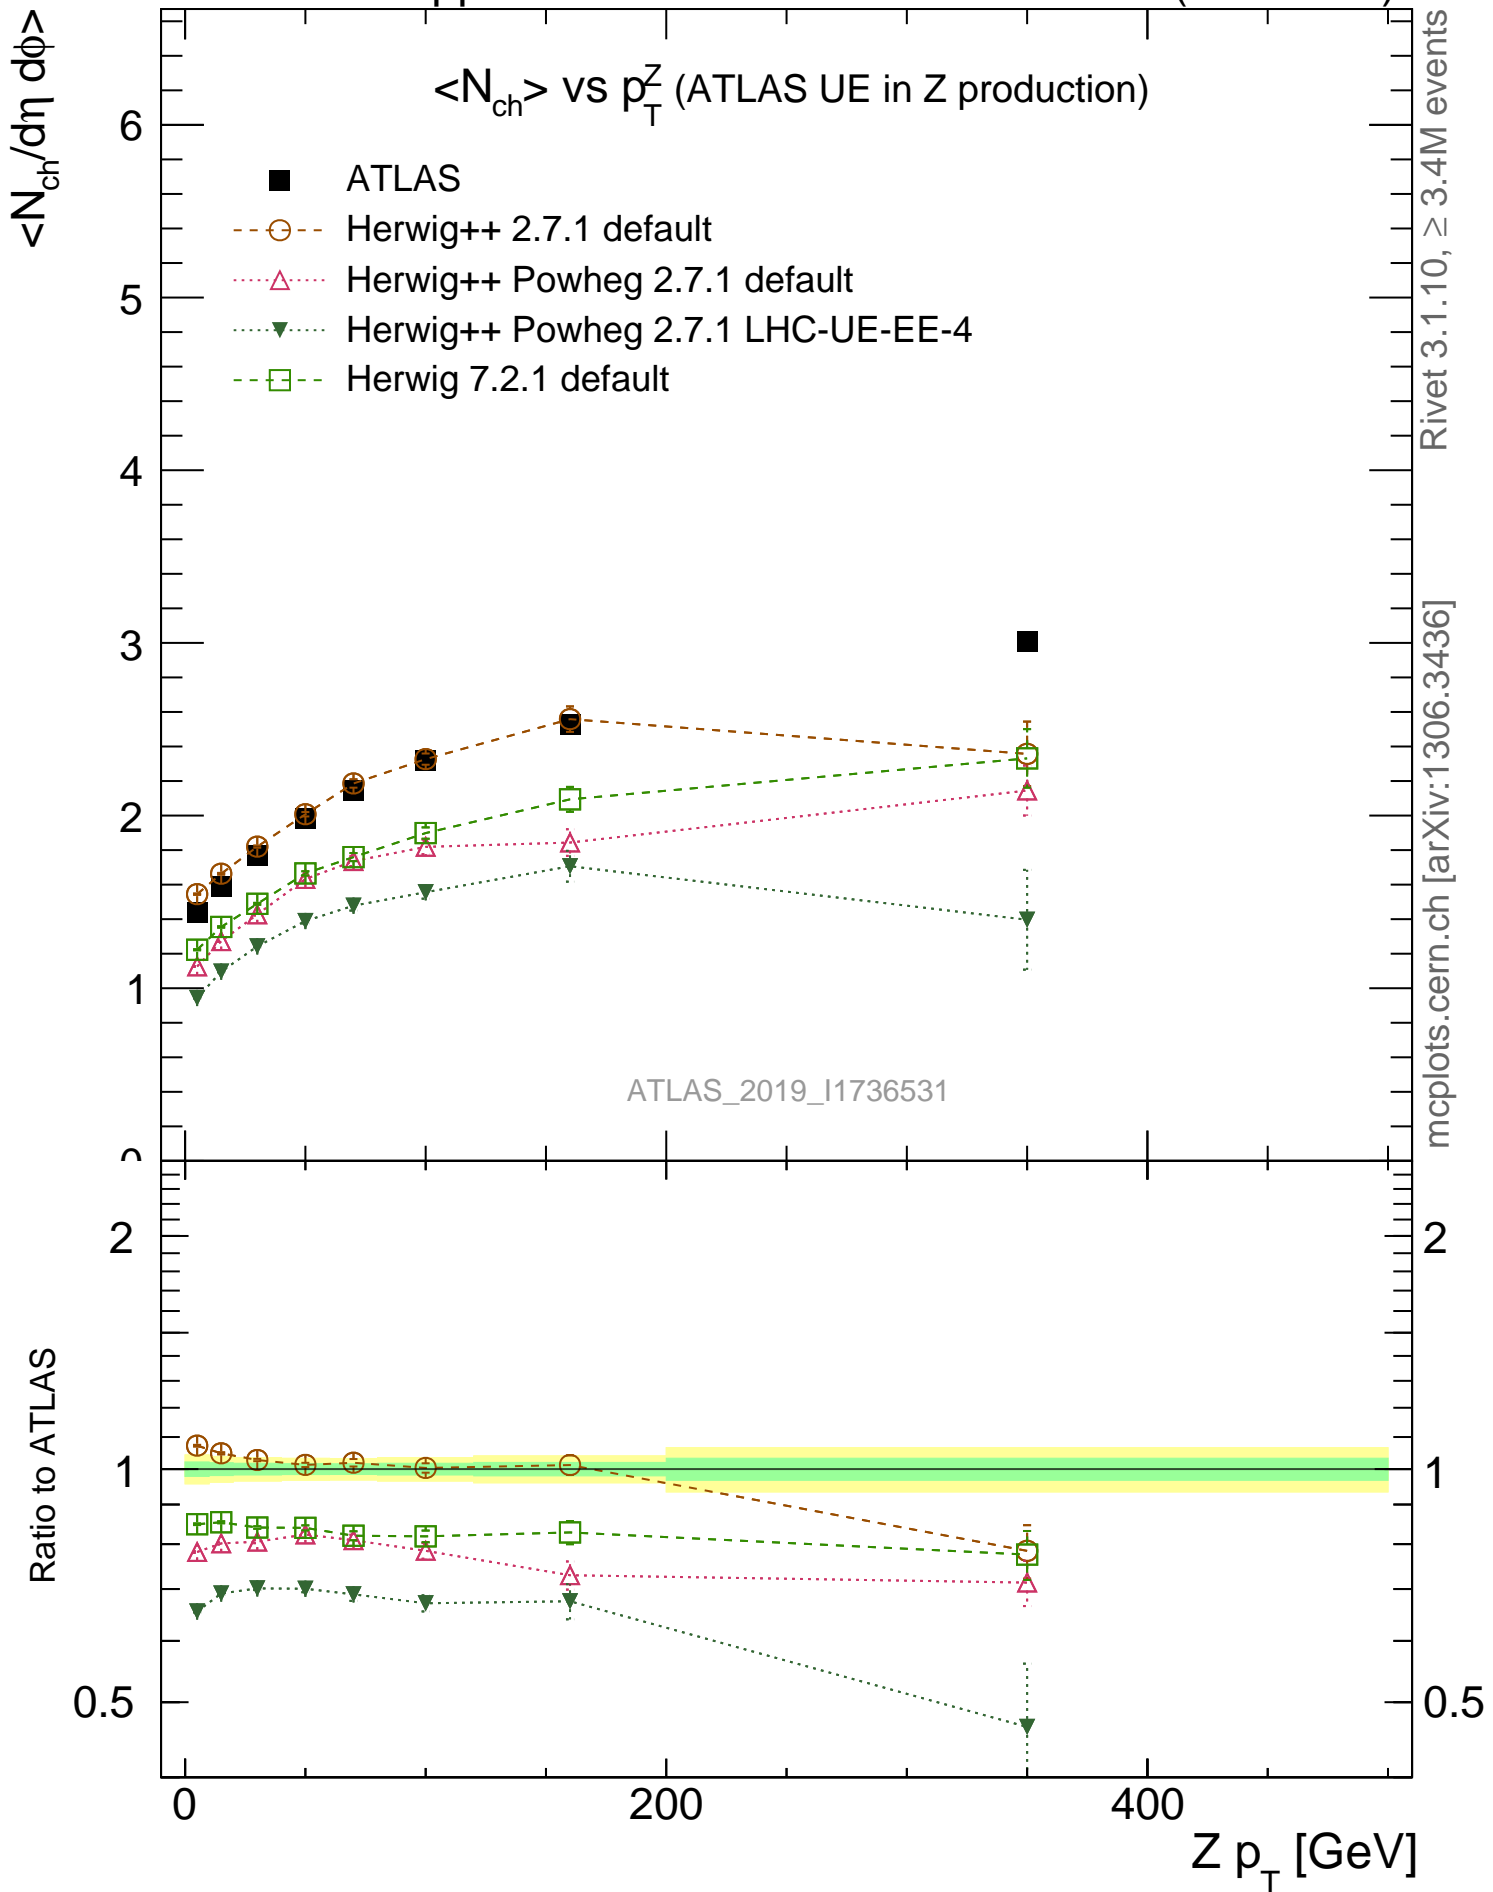 pp
<N_ch/dη dϕ>
<N_ch> vs p_T^Z (ATLAS UE in Z production)
ATLAS
Herwig++ 2.7.1 default
Herwig++ Powheg 2.7.1 default
Herwig++ Powheg 2.7.1 LHC-UE-EE-4
Herwig 7.2.1 default
6
5
4
3
2
1
0
ATLAS_2019_I1736531
Rivet 3.1.10, ≥ 3.4M events
mcplots.cern.ch [arXiv:1306.3436]
Ratio to ATLAS
2
1
0.5
2
1
0.5
0
200
400
Z p_T [GeV]